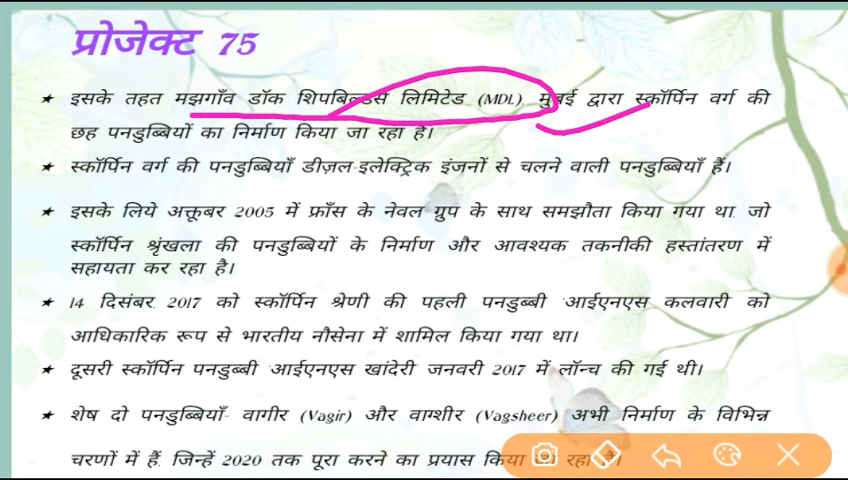 प्रोजेक्ट 75
★ इसके तहत मझगाँव डॉक शिपबिल्डर्स लिमिटेड (MDL) मुंबई द्वारा स्कॉर्पिन वर्ग की
छह पनडुब्बियों का निर्माण किया जा रहा है।
★ स्कॉर्पिन वर्ग की पनडुब्बियाँ डीज़ल-इलेक्ट्रिक इंजनों से चलने वाली पनडुब्बियाँ हैं।
★ इसके लिये अक्तूबर 2005 में फ्राँस के नेवल ग्रुप के साथ समझौता किया गया था, जो
स्कॉर्पिन श्रृंखला की पनडुब्बियों के निर्माण और आवश्यक तकनीकी हस्तांतरण में
सहायता कर रहा है।
★ 14 दिसंबर, 2017 को स्कॉर्पिन श्रेणी की पहली पनडुब्बी 'आईएनएस कलवारी' को
आधिकारिक रूप से भारतीय नौसेना में शामिल किया गया था।
★ दूसरी स्कॉर्पिन पनडुब्बी 'आईएनएस खांदेरी' जनवरी 2017 में लॉन्च की गई थी।
★ शेष दो पनडुब्बियाँ- वागीर (Vagir) और वाग्शीर (Vagsheer) अभी निर्माण के विभिन्न
चरणों में हैं, जिन्हें 2020 तक पूरा करने का प्रयास किया जा रहा है।